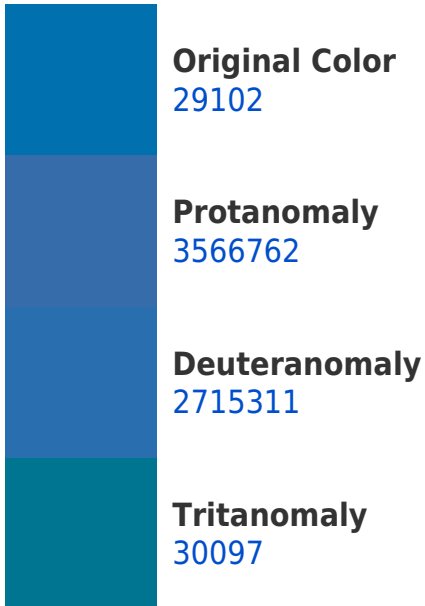 Original Color
29102
Protanomaly
3566762
Deuteranomaly
2715311
Tritanomaly
30097